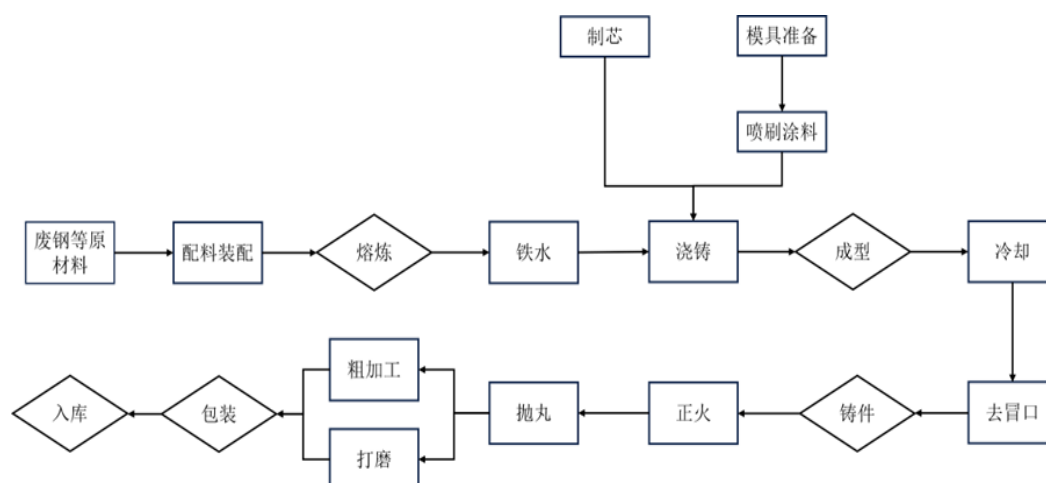 制芯
模具准备
喷刷涂料
废钢等原
材料
配料装配
熔炼
铁水
浇铸
成型
冷却
粗加工
入库
包装
抛丸
正火
铸件
去冒口
打磨